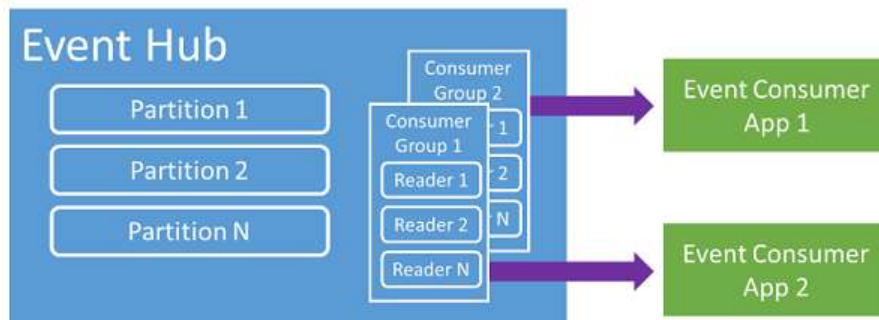 Event Hub
Partition 1
Partition 2
Partition N
Consumer
Group 2
r 1
r 2
r N
Consumer
Group 1
Reader 1
Reader 2
Reader N
Event Consumer
App 1
Event Consumer
App 2